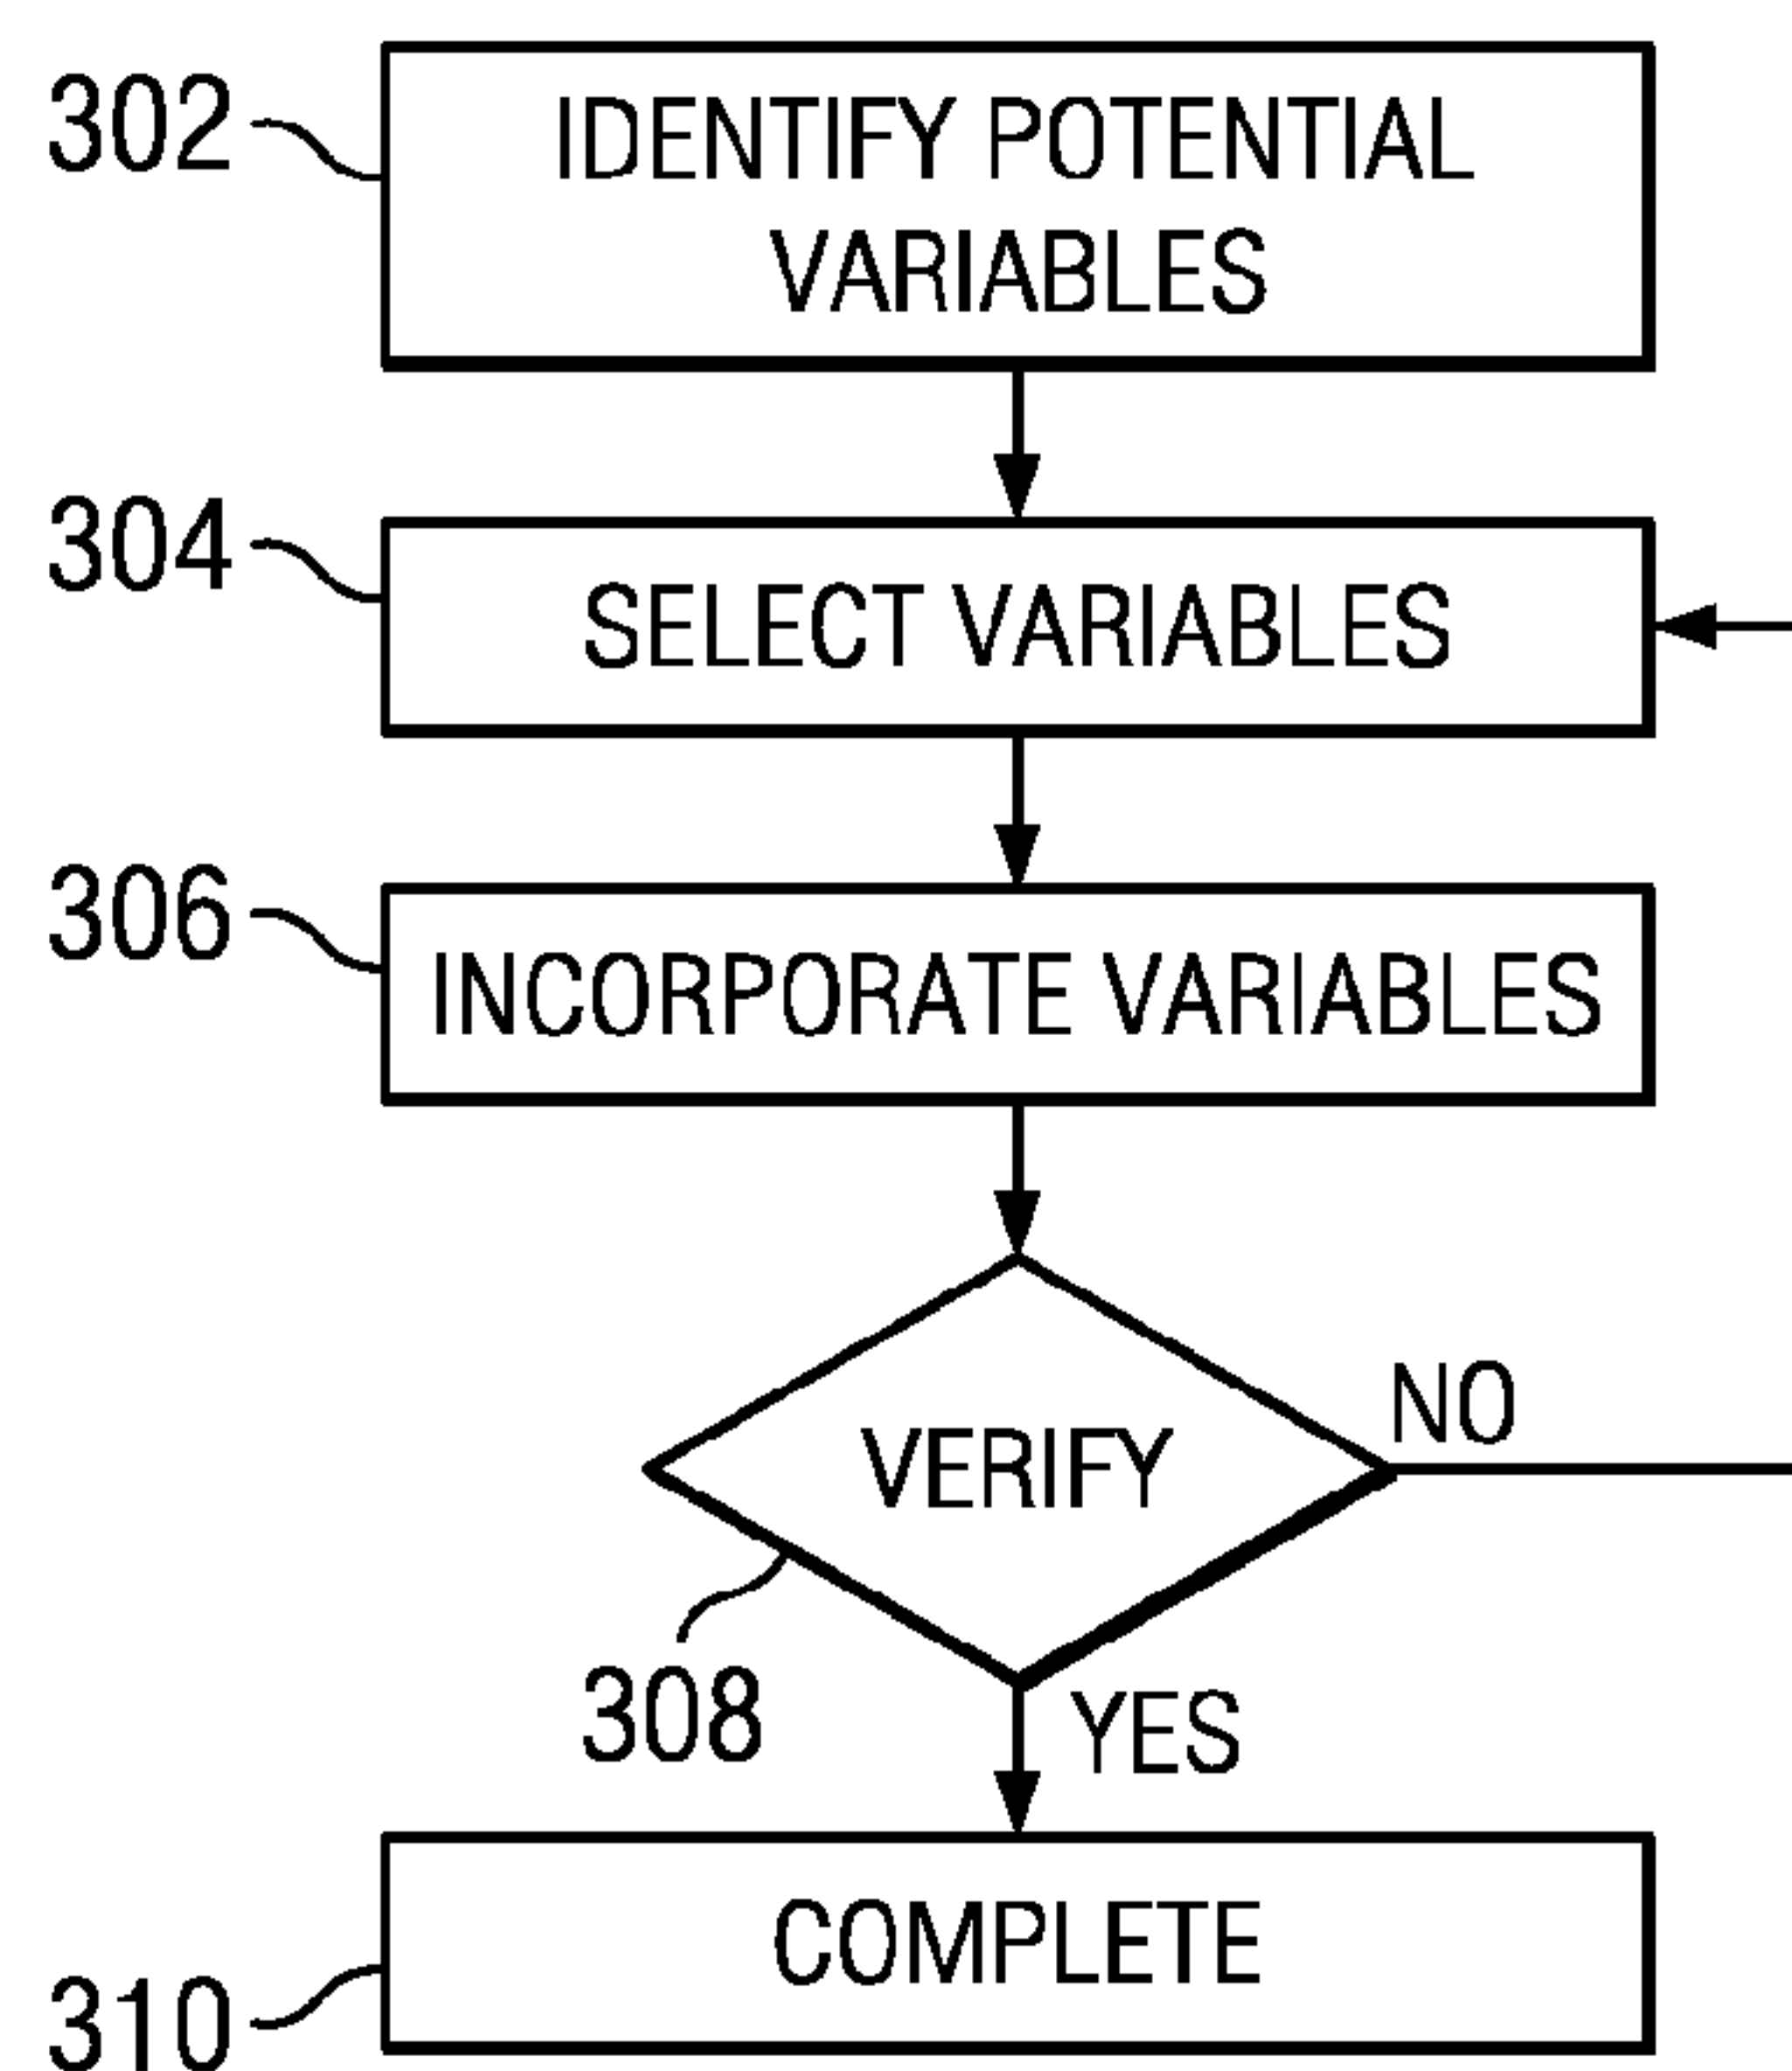 302
IDENTIFY POTENTIAL
VARIABLES
304
SELECT VARIABLES
306
INCORPORATE VARIABLES
NO
VERIFY
308
YES
COMPLETE
310